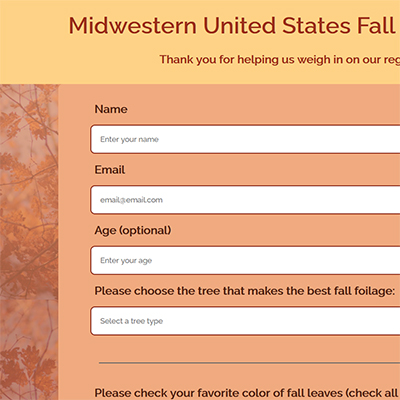 Midwestern United States Fall
Thank you for helping us weigh in on our reg
Name
Enter your name
Email
email@email.com
Age (optional)
Enter your age
Please choose the tree that makes the best fall foilage:
Select a tree type
Please check your favorite color of fall leaves (check all